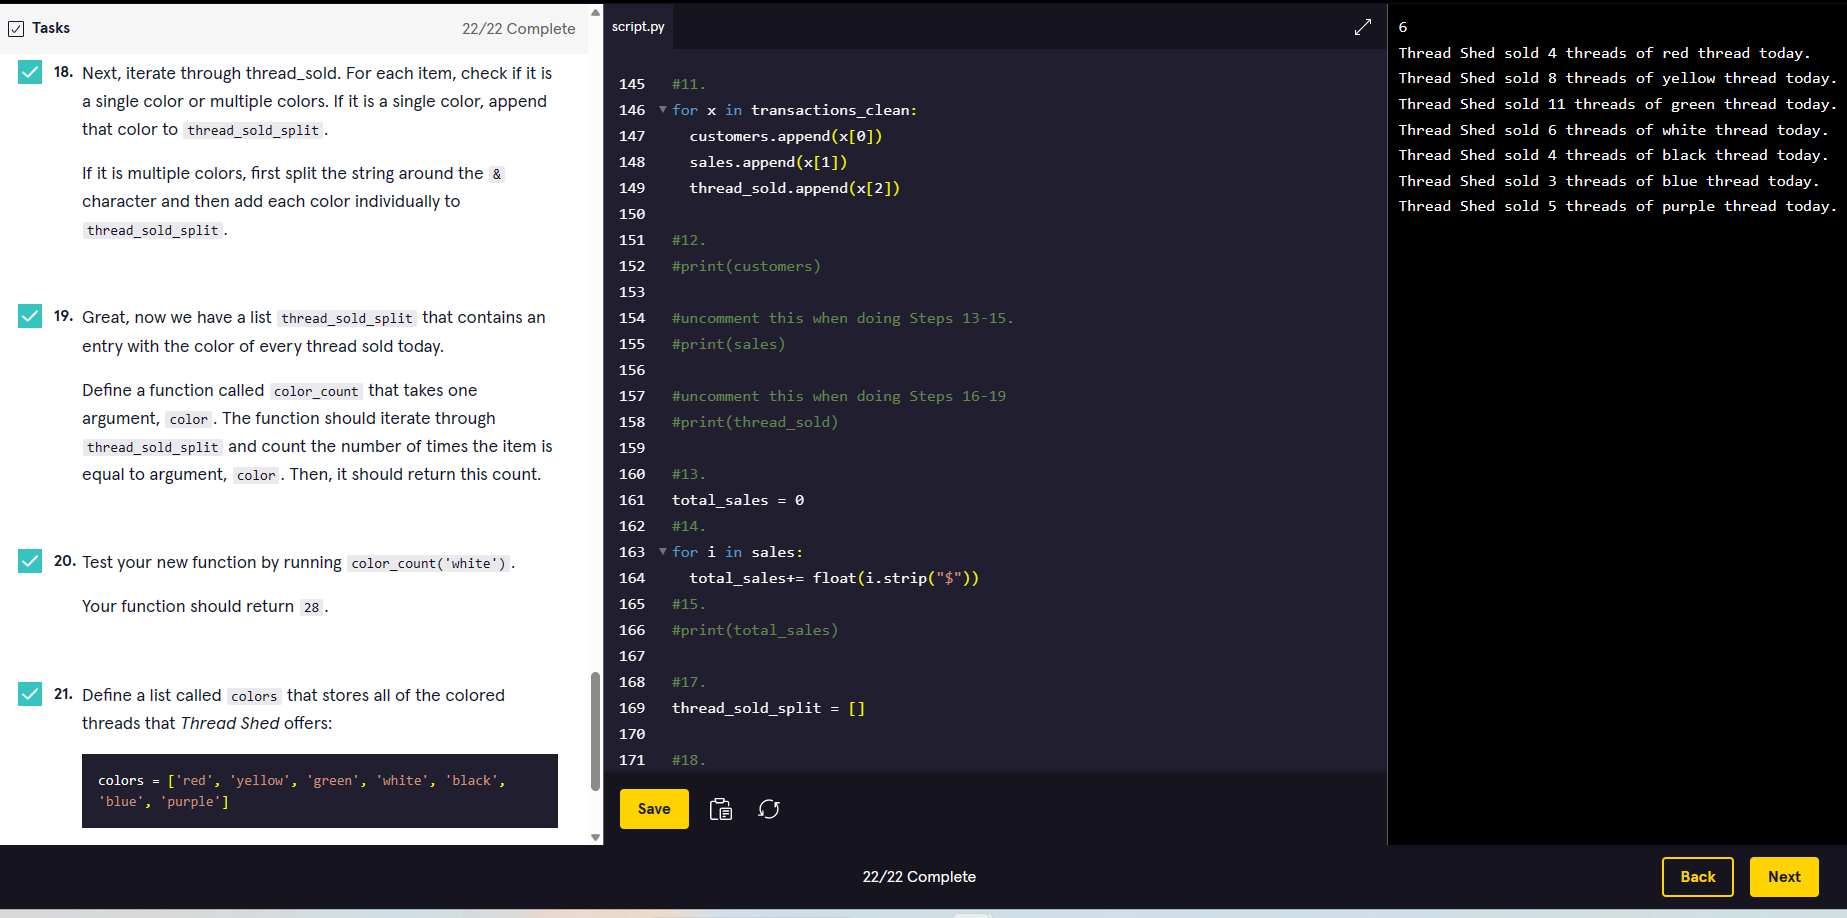 Tasks
22/22 Complete
18. Next, iterate through thread_sold. For each item, check if it is
a single color or multiple colors. If it is a single color, append
that color to thread_sold_split.
If it is multiple colors, first split the string around the &
character and then add each color individually to
thread_sold_split.
19. Great, now we have a list thread_sold_split that contains an
entry with the color of every thread sold today.
Define a function called color_count that takes one
argument, color. The function should iterate through
thread_sold_split and count the number of times the item is
equal to argument, color. Then, it should return this count.
20. Test your new function by running color_count('white').
Your function should return 28.
21. Define a list called colors that stores all of the colored
threads that Thread Shed offers:
colors = ['red', 'yellow', 'green', 'white', 'black',
'blue', 'purple']
script.py
145 #11.
146 for x in transactions_clean:
147 customers.append(x[0])
148 sales.append(x[1])
149 thread_sold.append(x[2])
150
151 #12.
152 #print(customers)
153
154 #uncomment this when doing Steps 13-15.
155 #print(sales)
156
157 #uncomment this when doing Steps 16-19
158 #print(thread_sold)
159
160 #13.
161 total_sales = 0
162 #14.
163 for i in sales:
164 total_sales+= float(i.strip("$"))
165 #15.
166 #print(total_sales)
167
168 #17.
169 thread_sold_split = []
170
171 #18.
Save
6
Thread Shed sold 4 threads of red thread today.
Thread Shed sold 8 threads of yellow thread today.
Thread Shed sold 11 threads of green thread today.
Thread Shed sold 6 threads of white thread today.
Thread Shed sold 4 threads of black thread today.
Thread Shed sold 3 threads of blue thread today.
Thread Shed sold 5 threads of purple thread today.
22/22 Complete
Back
Next